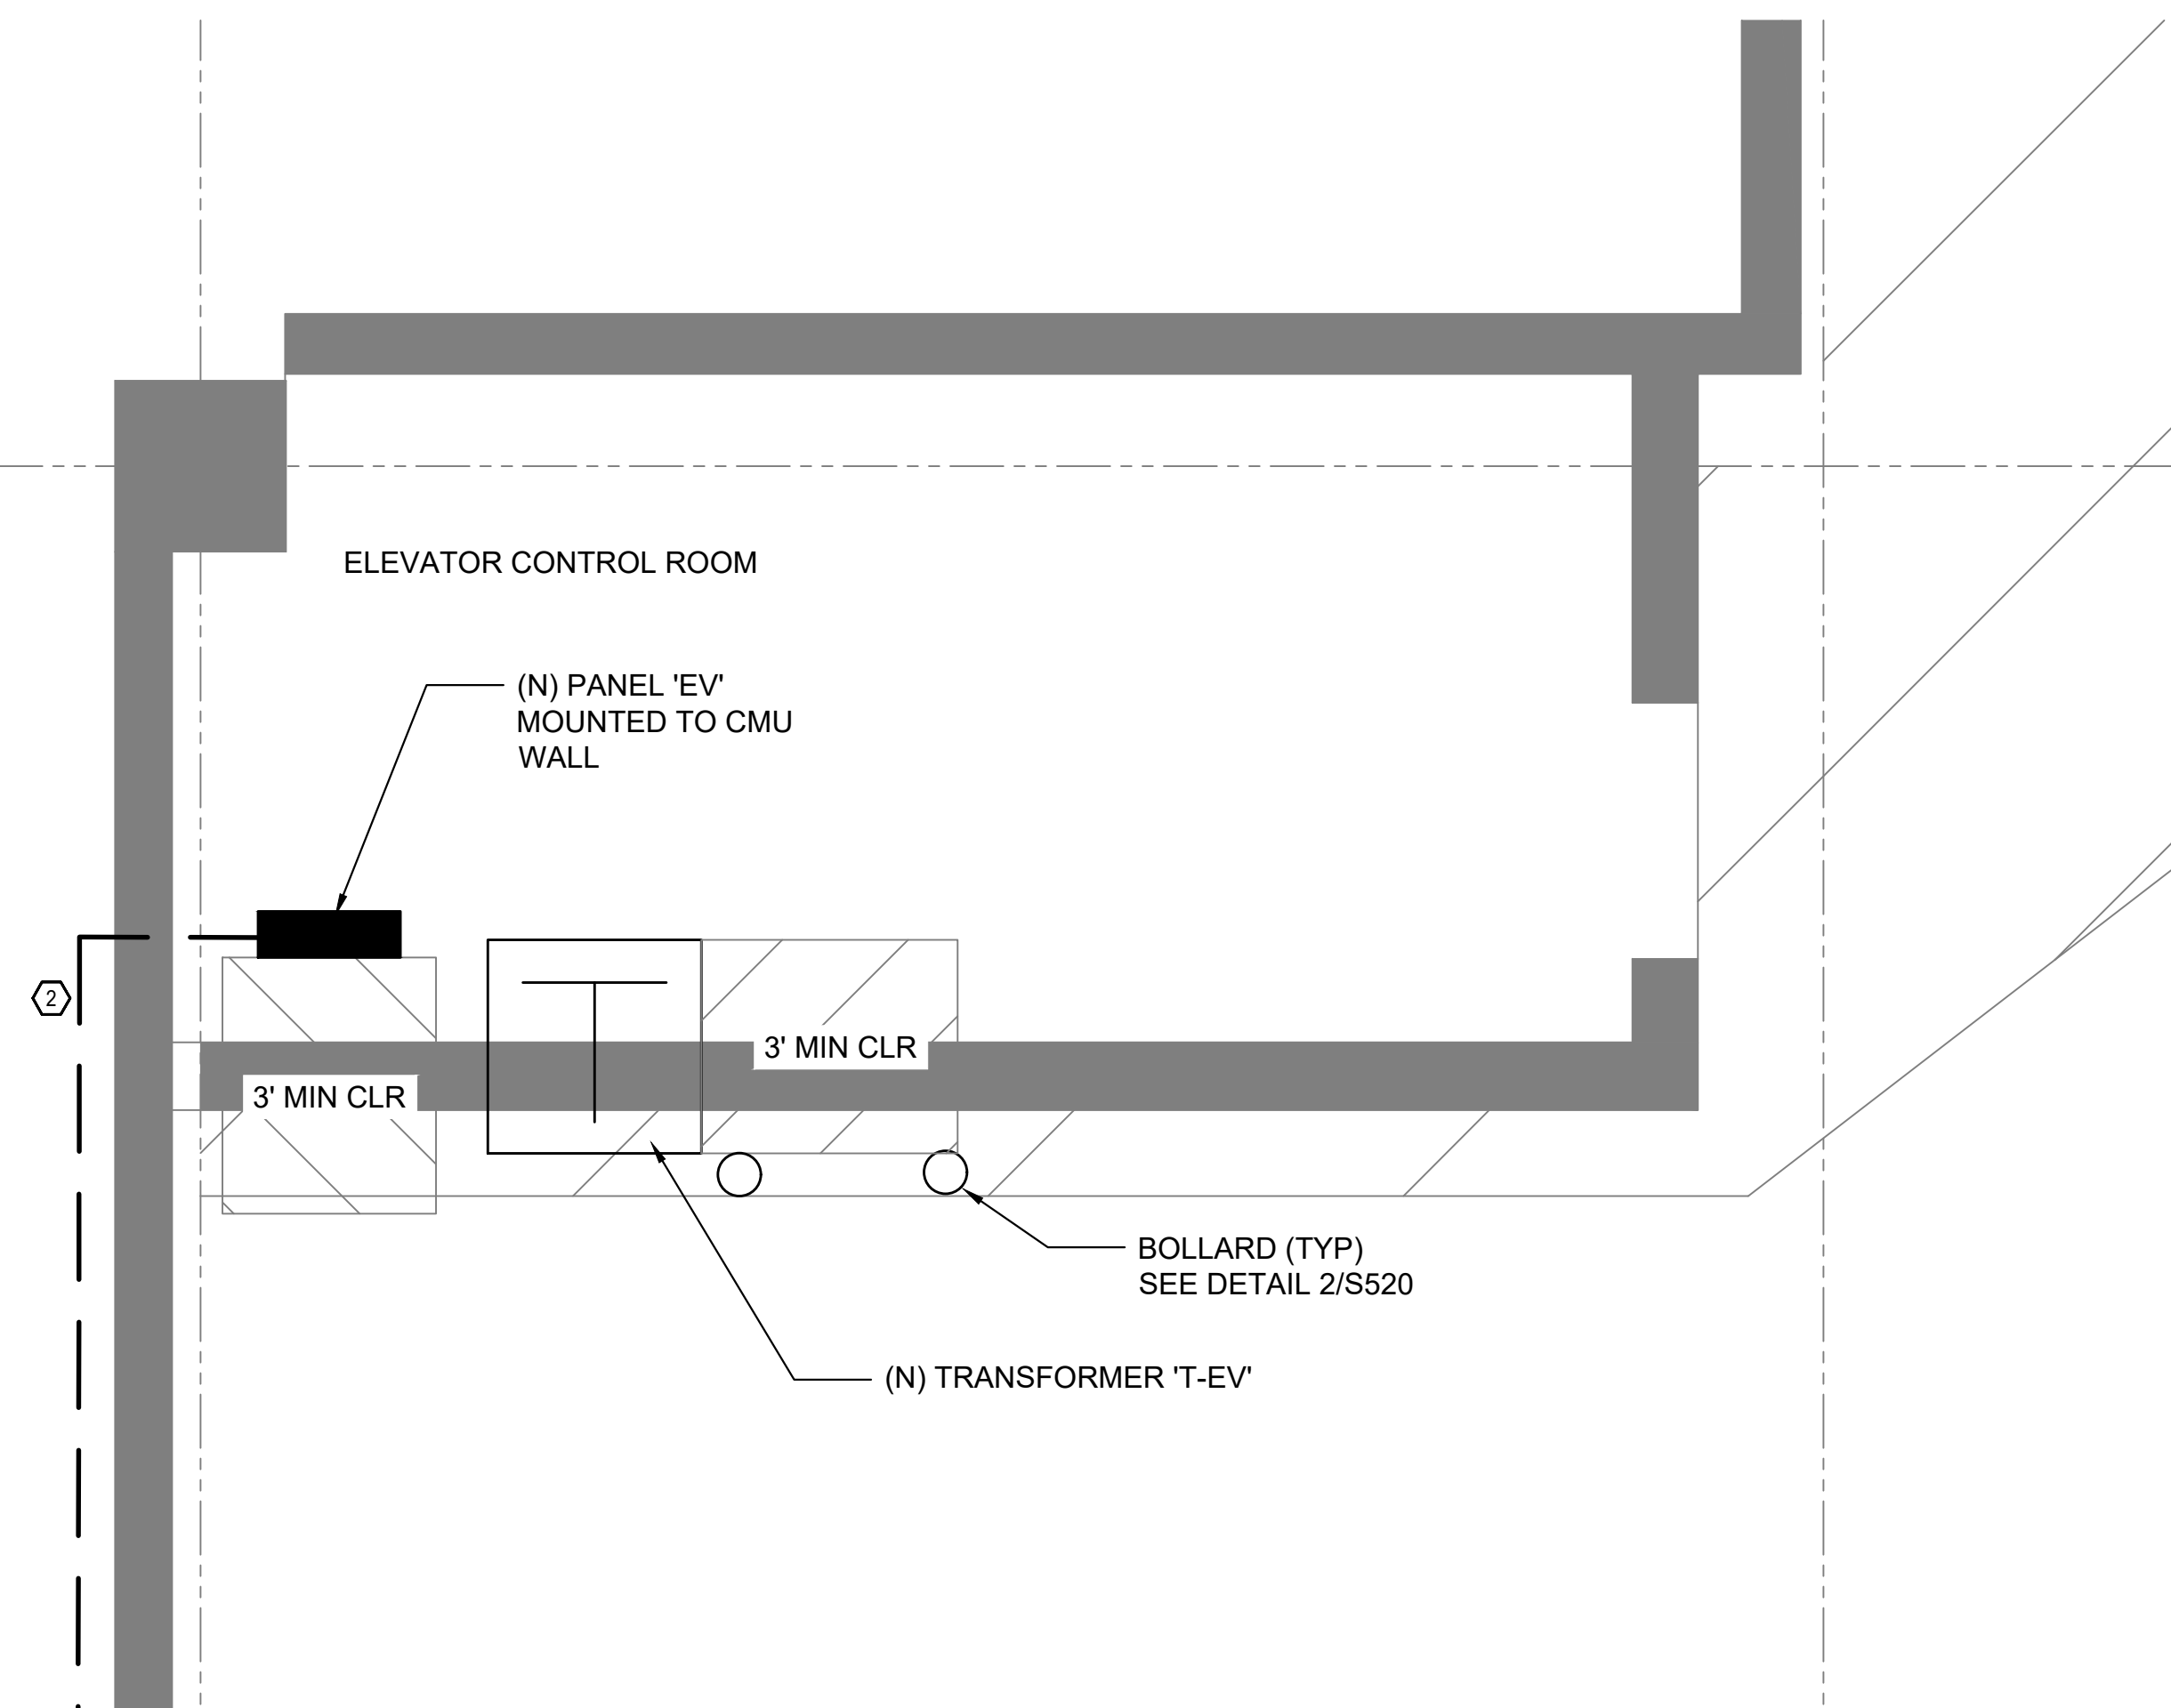 ELEVATOR CONTROL ROOM
(N) PANEL 'EV'
MOUNTED TO CMU
WALL
2
3' MIN CLR
3' MIN CLR
BOLLARD (TYP)
SEE DETAIL 2/S520
(N) TRANSFORMER 'T-EV'